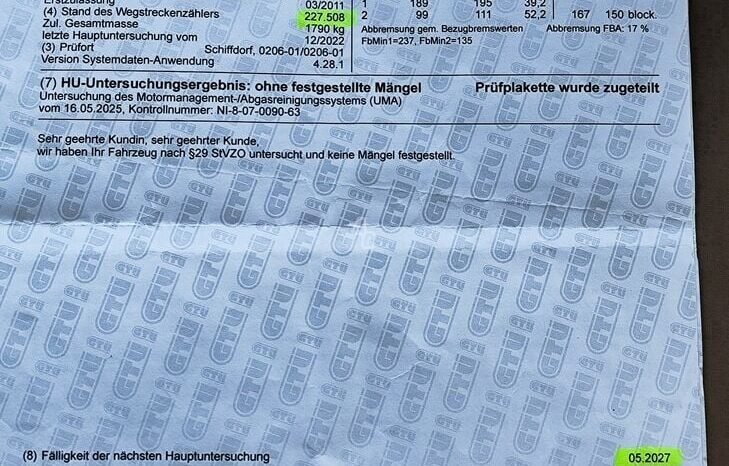 Erstzulassung 03/2011 1 189 195 39,2
(4) Stand des Wegstreckenzählers 227.508 2 99 111 52,2 167 150 block.
Zul. Gesamtmasse 1790 kg Abbremsung gem. Bezugbremswerten Abbremsung FBA: 17 %
letzte Hauptuntersuchung vom 12/2022 FbMin1=237, FbMin2=135
(3) Prüfort Schiffdorf, 0206-01/0206-01
Version Systemdaten-Anwendung 4.28.1
(7) HU-Untersuchungsergebnis: ohne festgestellte Mängel Prüfplakette wurde zugeteilt
Untersuchung des Motormanagement-/Abgasreinigungssystems (UMA)
vom 16.05.2025, Kontrollnummer: NI-8-07-0090-63
Sehr geehrte Kundin, sehr geehrter Kunde,
wir haben Ihr Fahrzeug nach §29 StVZO untersucht und keine Mängel festgestellt.
GTÜ
(8) Fälligkeit der nächsten Hauptuntersuchung 05.2027